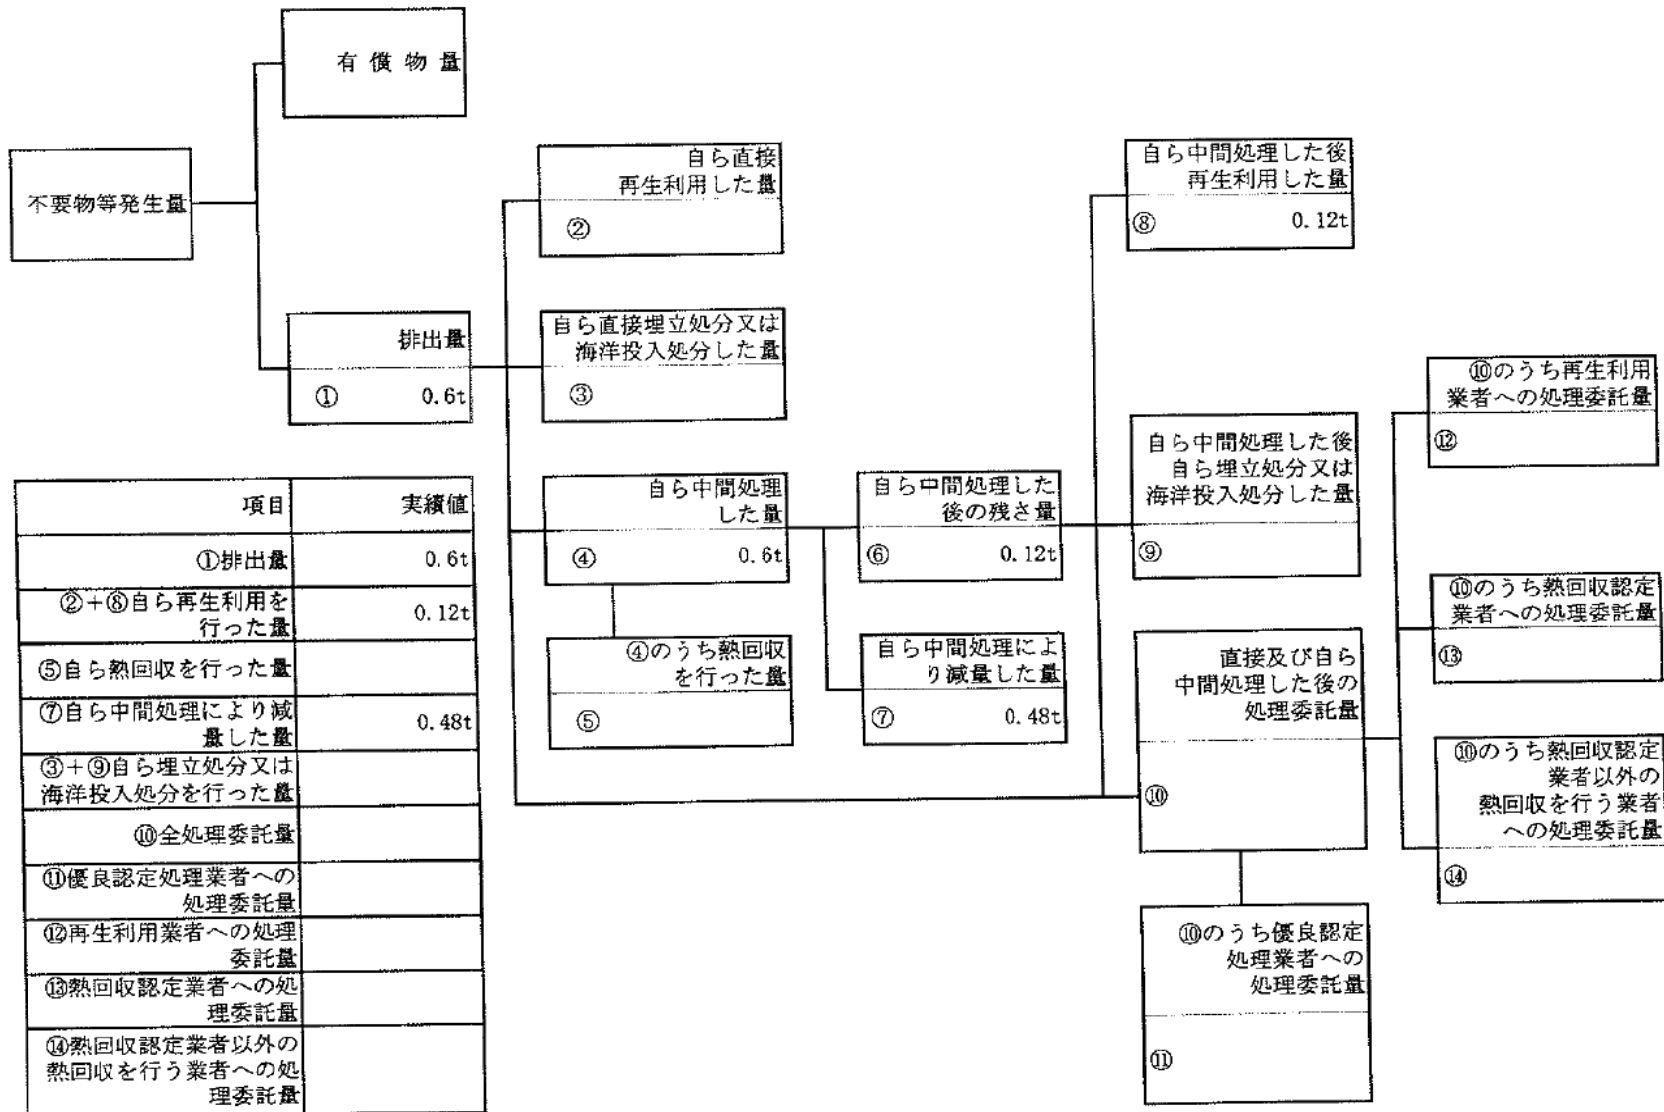 有償物量
不要物等発生量
排出量
① 0.6t
自ら直接
再生利用した量
②
自ら直接埋立処分又は
海洋投入処分した量
③
自ら中間処理
した量
④ 0.6t
④のうち熱回収
を行った量
⑤
自ら中間処理した
後の残さ量
⑥ 0.12t
自ら中間処理によ
り減量した量
⑦ 0.48t
自ら中間処理した後
再生利用した量
⑧ 0.12t
自ら中間処理した後
自ら埋立処分又は
海洋投入処分した量
⑨
直接及び自ら
中間処理した後の
処理委託量
⑩
⑩のうち優良認定
処理業者への
処理委託量
⑪
⑩のうち再生利用
業者への処理委託量
⑫
⑩のうち熱回収認定
業者への処理委託量
⑬
⑩のうち熱回収認定
業者以外の
熱回収を行う業者
への処理委託量
⑭
項目 実績値
①排出量 0.6t
②+⑧自ら再生利用を
行った量 0.12t
⑤自ら熱回収を行った量
⑦自ら中間処理により減
量した量 0.48t
③+⑨自ら埋立処分又は
海洋投入処分を行った量
⑩全処理委託量
⑪優良認定処理業者への
処理委託量
⑫再生利用業者への処理
委託量
⑬熱回収認定業者への処
理委託量
⑭熱回収認定業者以外の
熱回収を行う業者への処
理委託量